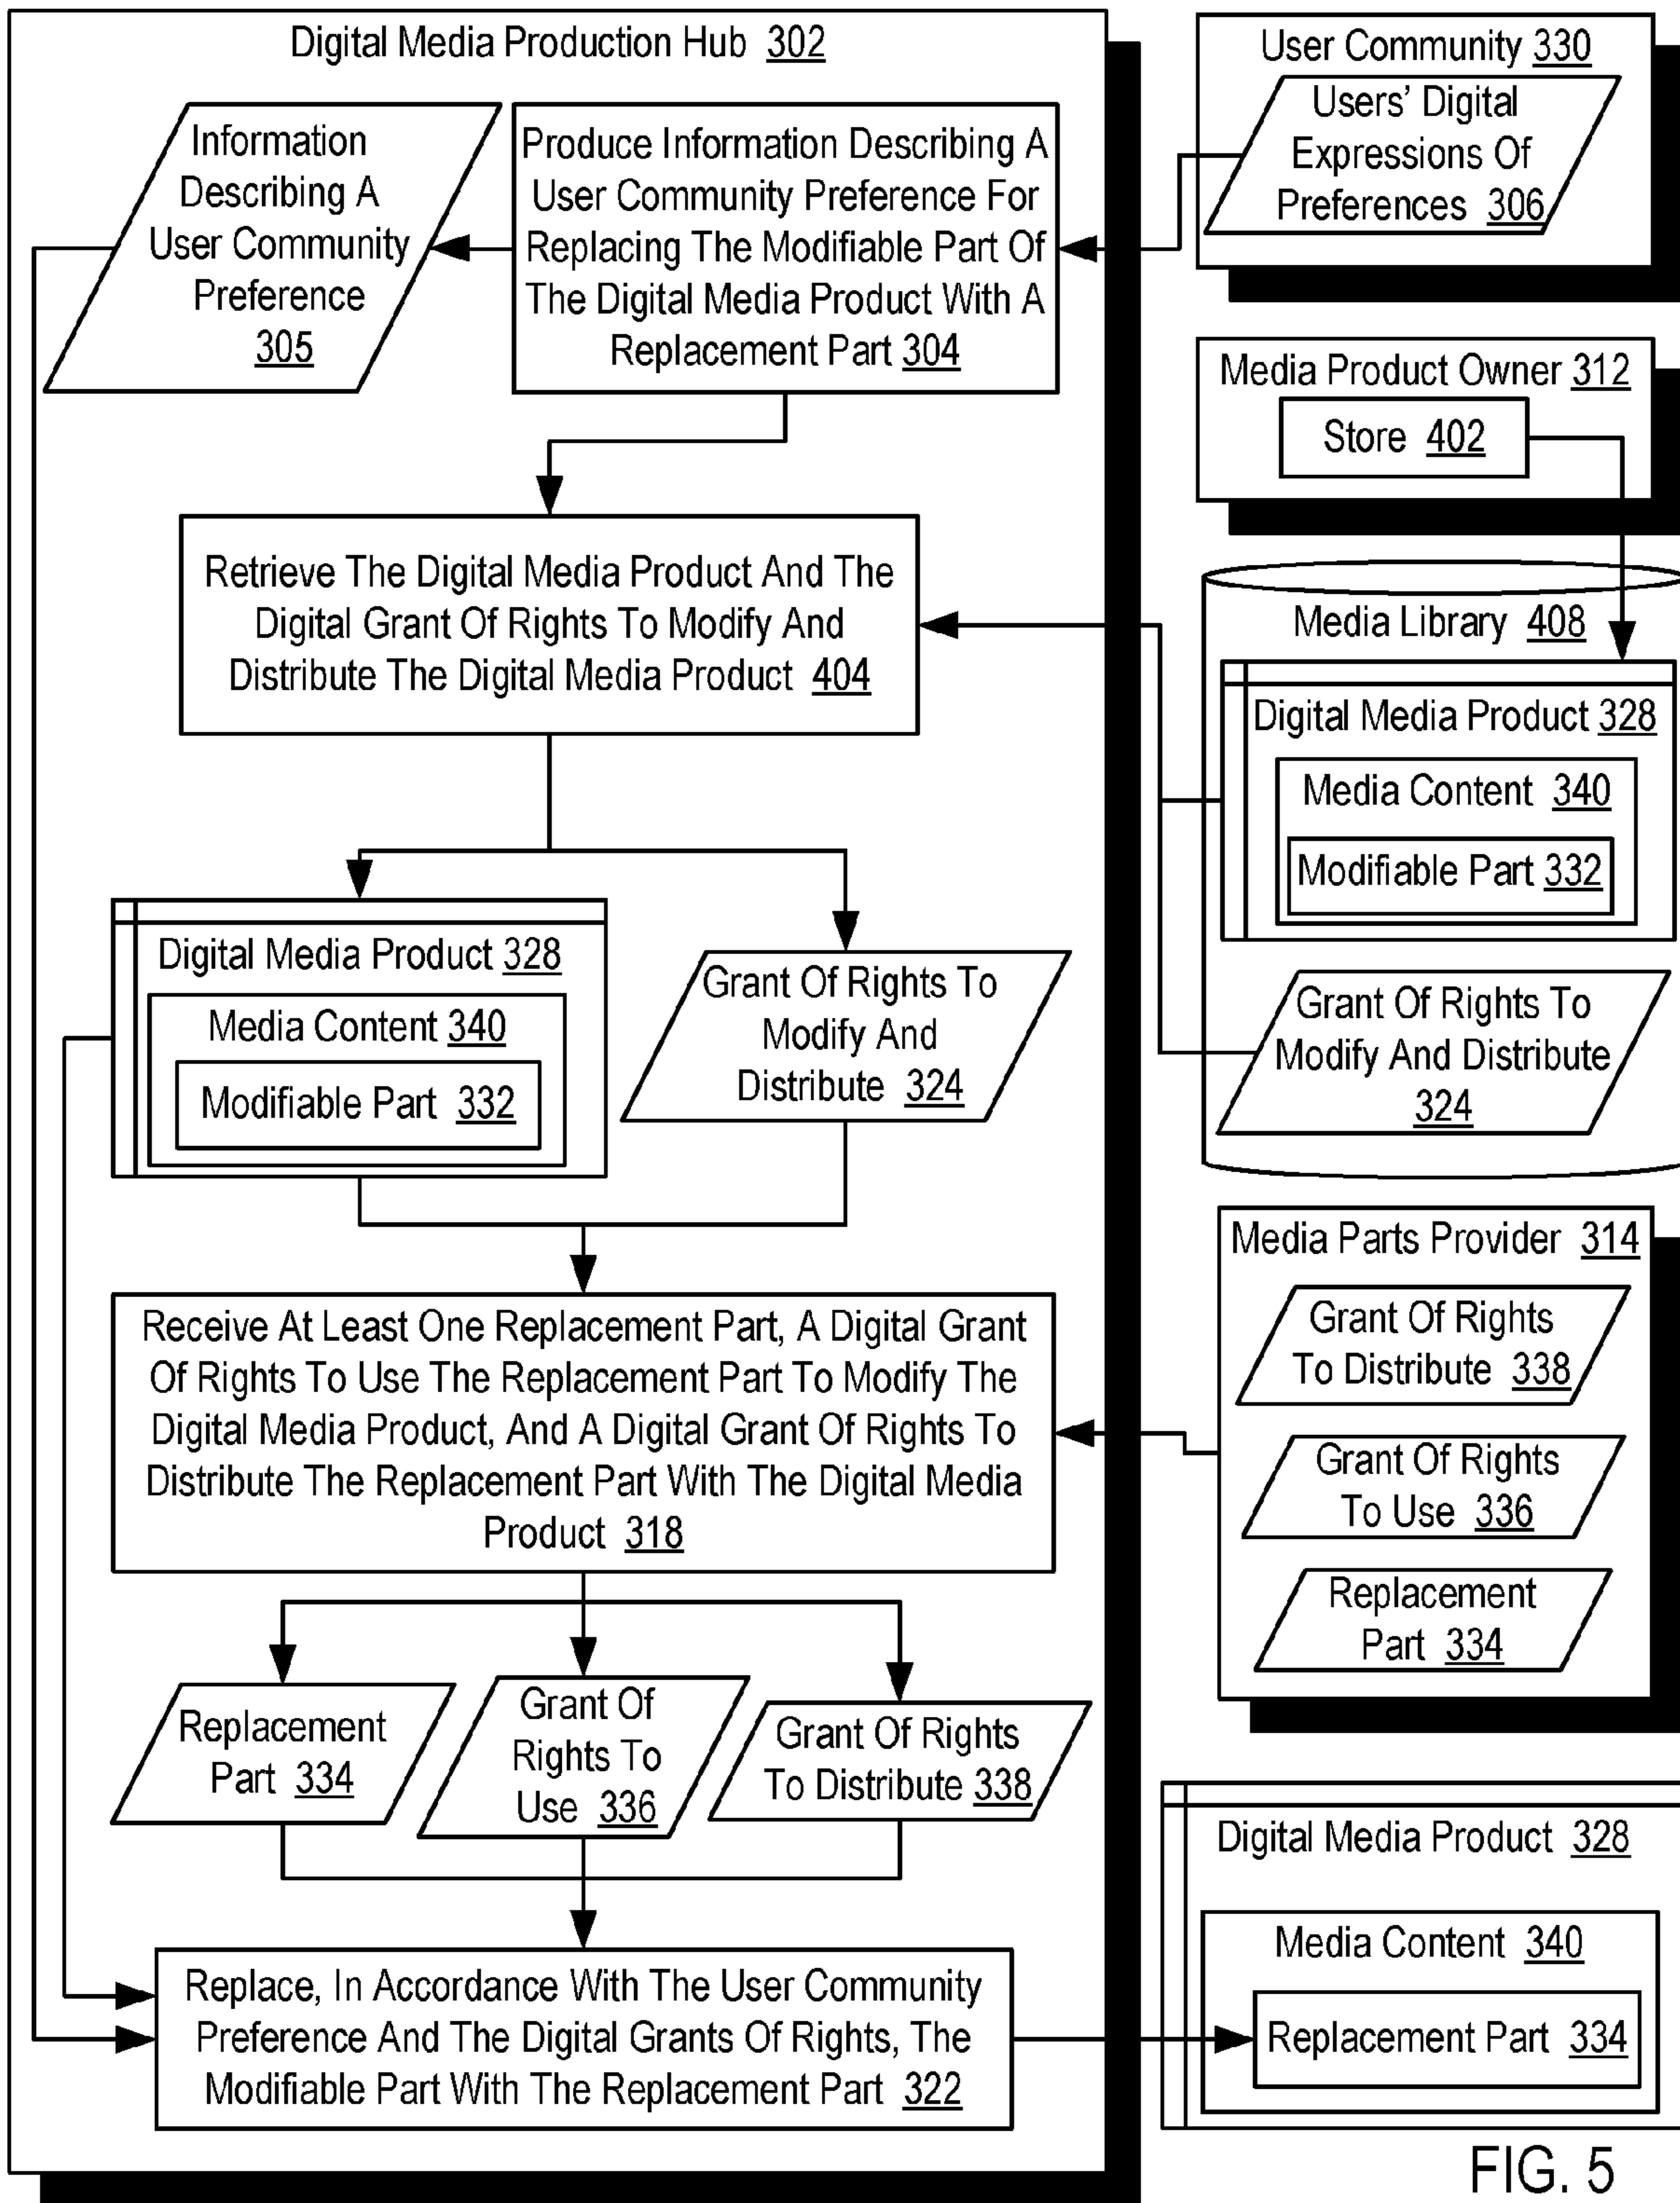 Digital Media Production Hub 302
Information
Describing A
User Community
Preference
305
Produce Information Describing A
User Community Preference For
Replacing The Modifiable Part Of
The Digital Media Product With A
Replacement Part 304
Retrieve The Digital Media Product And The
Digital Grant Of Rights To Modify And
Distribute The Digital Media Product 404
Digital Media Product 328
Media Content 340
Modifiable Part 332
Grant Of Rights To
Modify And
Distribute 324
Receive At Least One Replacement Part, A Digital Grant
Of Rights To Use The Replacement Part To Modify The
Digital Media Product, And A Digital Grant Of Rights To
Distribute The Replacement Part With The Digital Media
Product 318
Replacement
Part 334
Grant Of
Rights To
Use 336
Grant Of Rights
To Distribute 338
Replace, In Accordance With The User Community
Preference And The Digital Grants Of Rights, The
Modifiable Part With The Replacement Part 322
User Community 330
Users' Digital
Expressions Of
Preferences 306
Media Product Owner 312
Store 402
Media Library 408
Digital Media Product 328
Media Content 340
Modifiable Part 332
Grant Of Rights To
Modify And Distribute
324
Media Parts Provider 314
Grant Of Rights
To Distribute 338
Grant Of Rights
To Use 336
Replacement
Part 334
Digital Media Product 328
Media Content 340
Replacement Part 334
FIG. 5